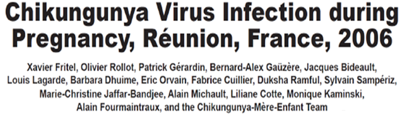 Chikungunya Virus Infection during
Pregnancy, Réunion, France, 2006
Xavier Fritel, Olivier Rollot, Patrick Gérardin, Bernard-Alex Gaüzère, Jacques Bideault,
Louis Lagarde, Barbara Dhuime, Eric Orvain, Fabrice Cuillier, Duksha Ramful, Sylvain Sampériz,
Marie-Christine Jaffar-Bandjee, Alain Michault, Liliane Cotte, Monique Kaminski,
Alain Fourmaintraux, and the Chikungunya-Mère-Enfant Team